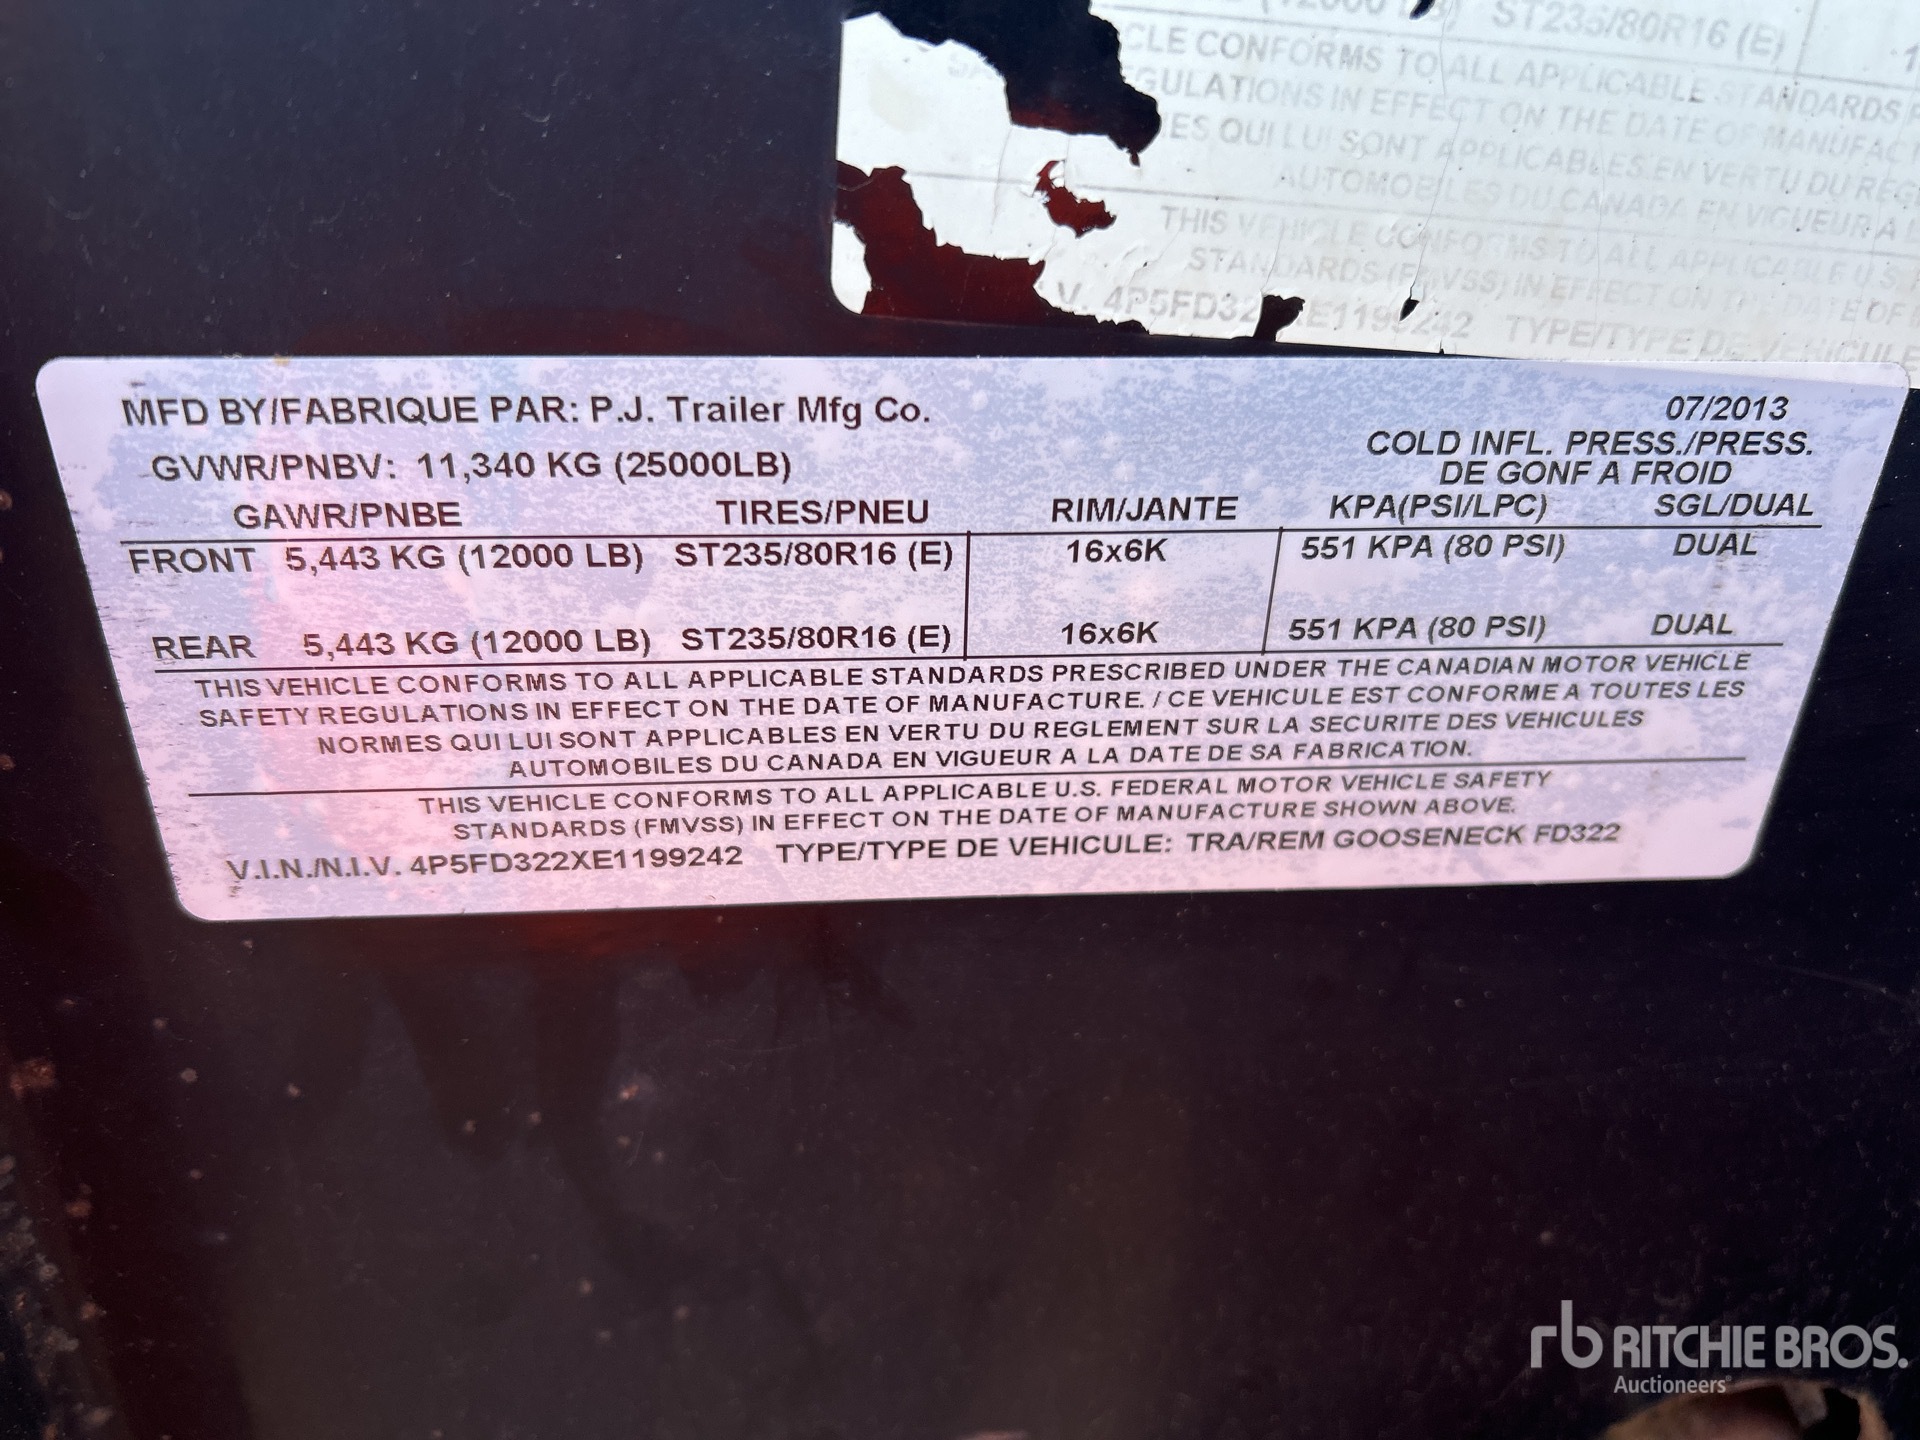 ST235/80R16 (E)
CLE CONFORMS TO ALL APPLICABLE STANDARDS
GULATIONS IN EFFECT ON THE DATE OF MANUFAC
ES QUI LUI SONT APPLICABLES EN VERTU DU REG
AUTOMOBILES DU CANADA EN VIGUEUR A
THIS VEHICLE CONFORMS TO ALL APPLICABLE U.S.
STANDARDS (FMVSS) IN EFFECT ON THE DATE OF
V. 4P5FD32 XE1199242 TYPE/TYPE DE VEHICULE
MFD BY/FABRIQUE PAR: P.J. Trailer Mfg Co. 07/2013
GVWR/PNBV: 11,340 KG (25000LB) COLD INFL. PRESS./PRESS.
DE GONF A FROID
GAWR/PNBE TIRES/PNEU RIM/JANTE KPA(PSI/LPC) SGL/DUAL
FRONT 5,443 KG (12000 LB) ST235/80R16 (E) 16x6K 551 KPA (80 PSI) DUAL
REAR 5,443 KG (12000 LB) ST235/80R16 (E) 16x6K 551 KPA (80 PSI) DUAL
THIS VEHICLE CONFORMS TO ALL APPLICABLE STANDARDS PRESCRIBED UNDER THE CANADIAN MOTOR VEHICLE
SAFETY REGULATIONS IN EFFECT ON THE DATE OF MANUFACTURE. / CE VEHICULE EST CONFORME A TOUTES LES
NORMES QUI LUI SONT APPLICABLES EN VERTU DU REGLEMENT SUR LA SECURITE DES VEHICULES
AUTOMOBILES DU CANADA EN VIGUEUR A LA DATE DE SA FABRICATION.
THIS VEHICLE CONFORMS TO ALL APPLICABLE U.S. FEDERAL MOTOR VEHICLE SAFETY
STANDARDS (FMVSS) IN EFFECT ON THE DATE OF MANUFACTURE SHOWN ABOVE.
V.I.N./N.I.V. 4P5FD322XE1199242 TYPE/TYPE DE VEHICULE: TRA/REM GOOSENECK FD322
rb RITCHIE BROS.
Auctioneers